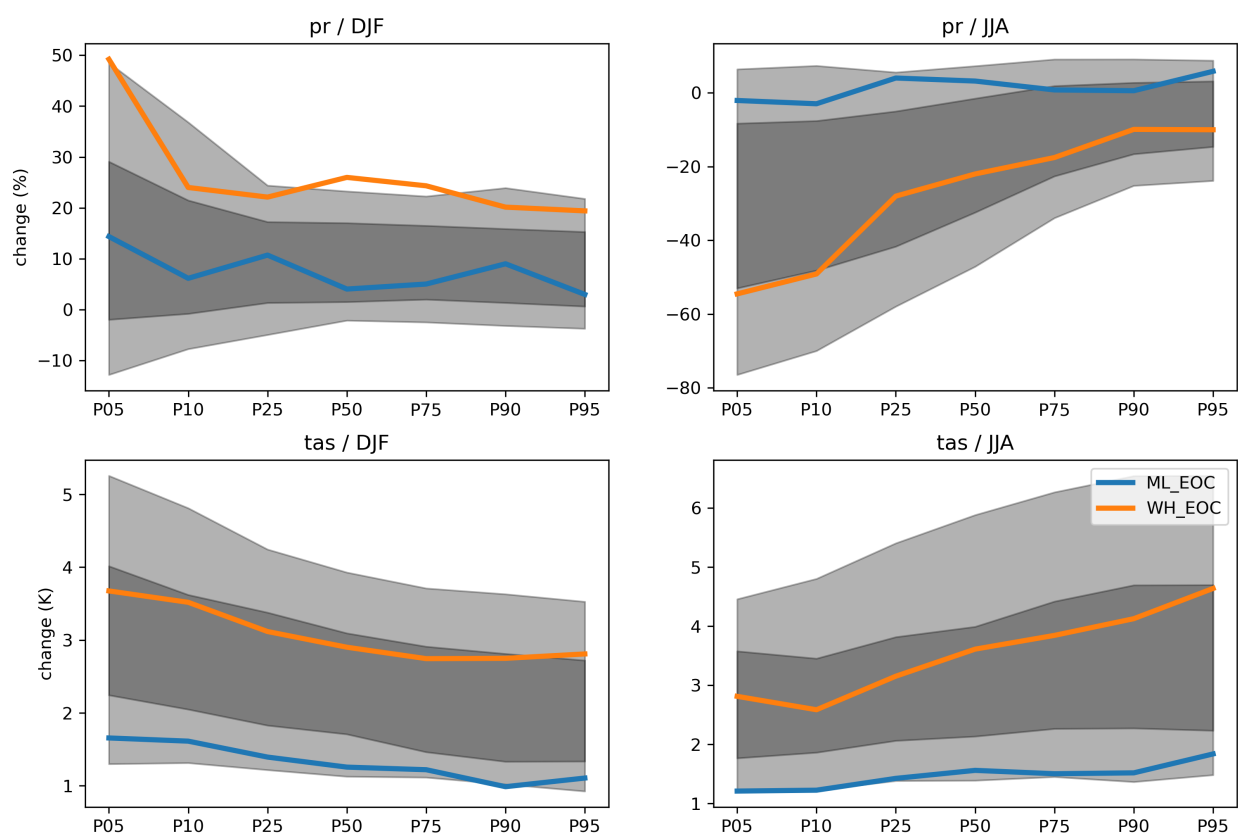 pr / DJF
50
40
30
20
10
0
−10
change (%)
P05 P10 P25 P50 P75 P90 P95
pr / JJA
0
−20
−40
−60
−80
P05 P10 P25 P50 P75 P90 P95
tas / DJF
5
4
3
2
1
change (K)
P05 P10 P25 P50 P75 P90 P95
tas / JJA
6
5
4
3
2
1
ML_EOC
WH_EOC
P05 P10 P25 P50 P75 P90 P95